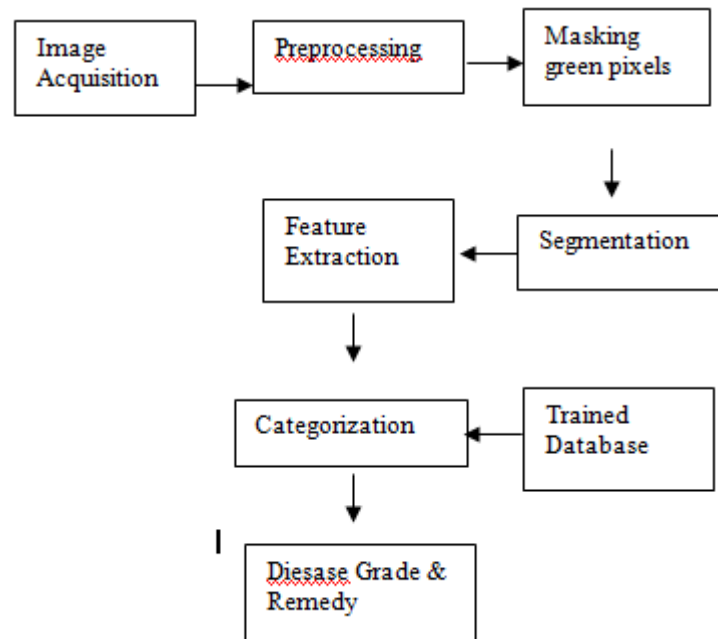 Image
Acquisition
Preprocessing
Masking
green pixels
Segmentation
Feature
Extraction
Categorization
Trained
Database
Diesase Grade &
Remedy